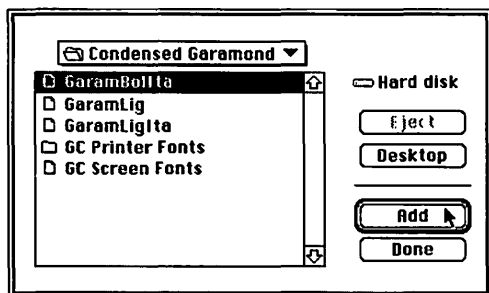 Condensed Garamond
GaramBolIta
GaramLig
GaramLigIta
GC Printer Fonts
GC Screen Fonts
Hard disk
Eject
Desktop
Add
Done